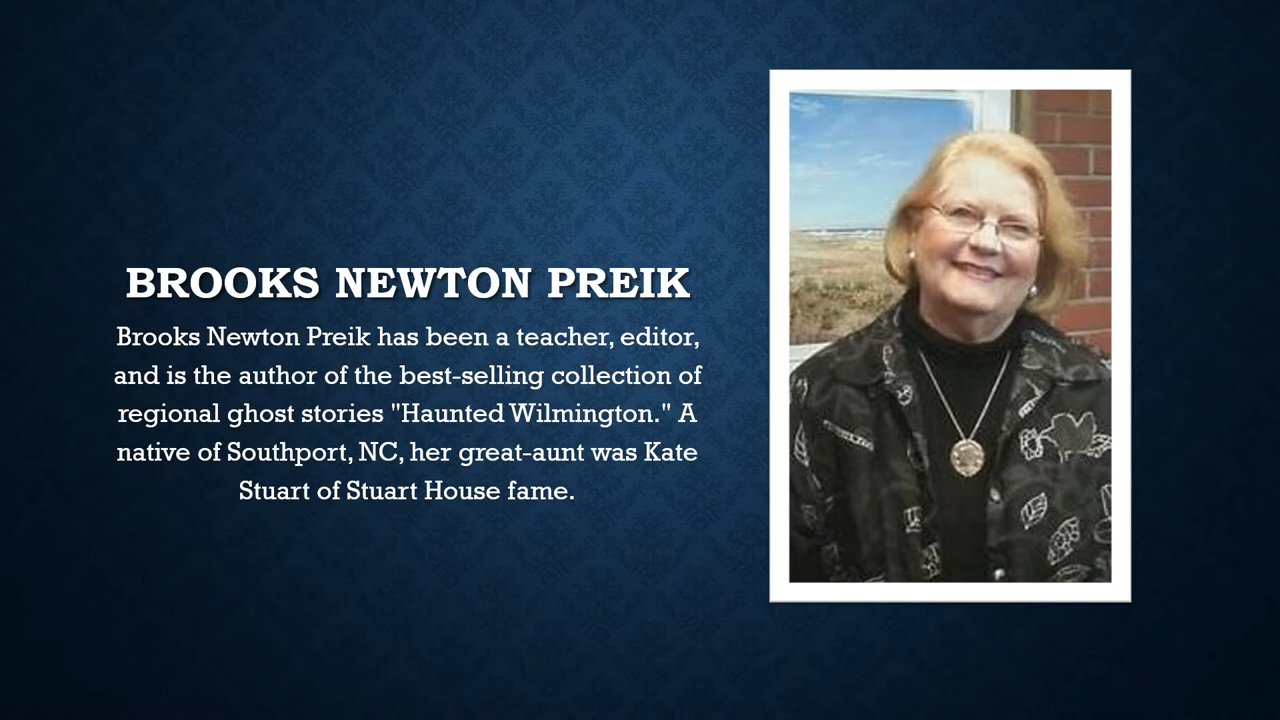 BROOKS NEWTON PREIK
Brooks Newton Preik has been a teacher, editor,
and is the author of the best-selling collection of
regional ghost stories "Haunted Wilmington." A
native of Southport, NC, her great-aunt was Kate
Stuart of Stuart House fame.